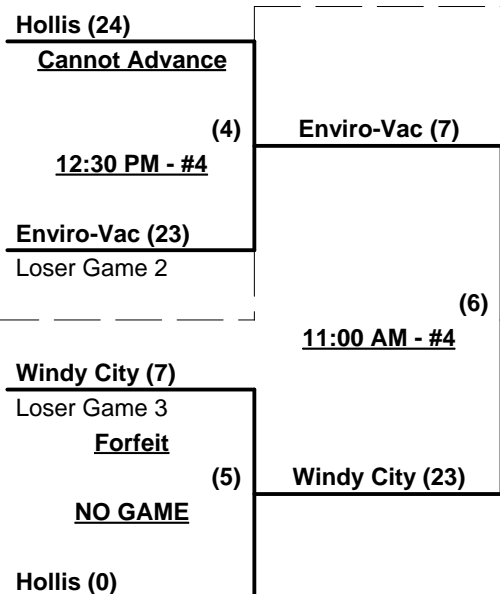 Hollis (24)
Cannot Advance
(4)
Enviro-Vac (7)
12:30 PM - #4
Enviro-Vac (23)
Loser Game 2
(6)
11:00 AM - #4
Windy City (7)
Loser Game 3
Forfeit
(5)
Windy City (23)
NO GAME
Hollis (0)